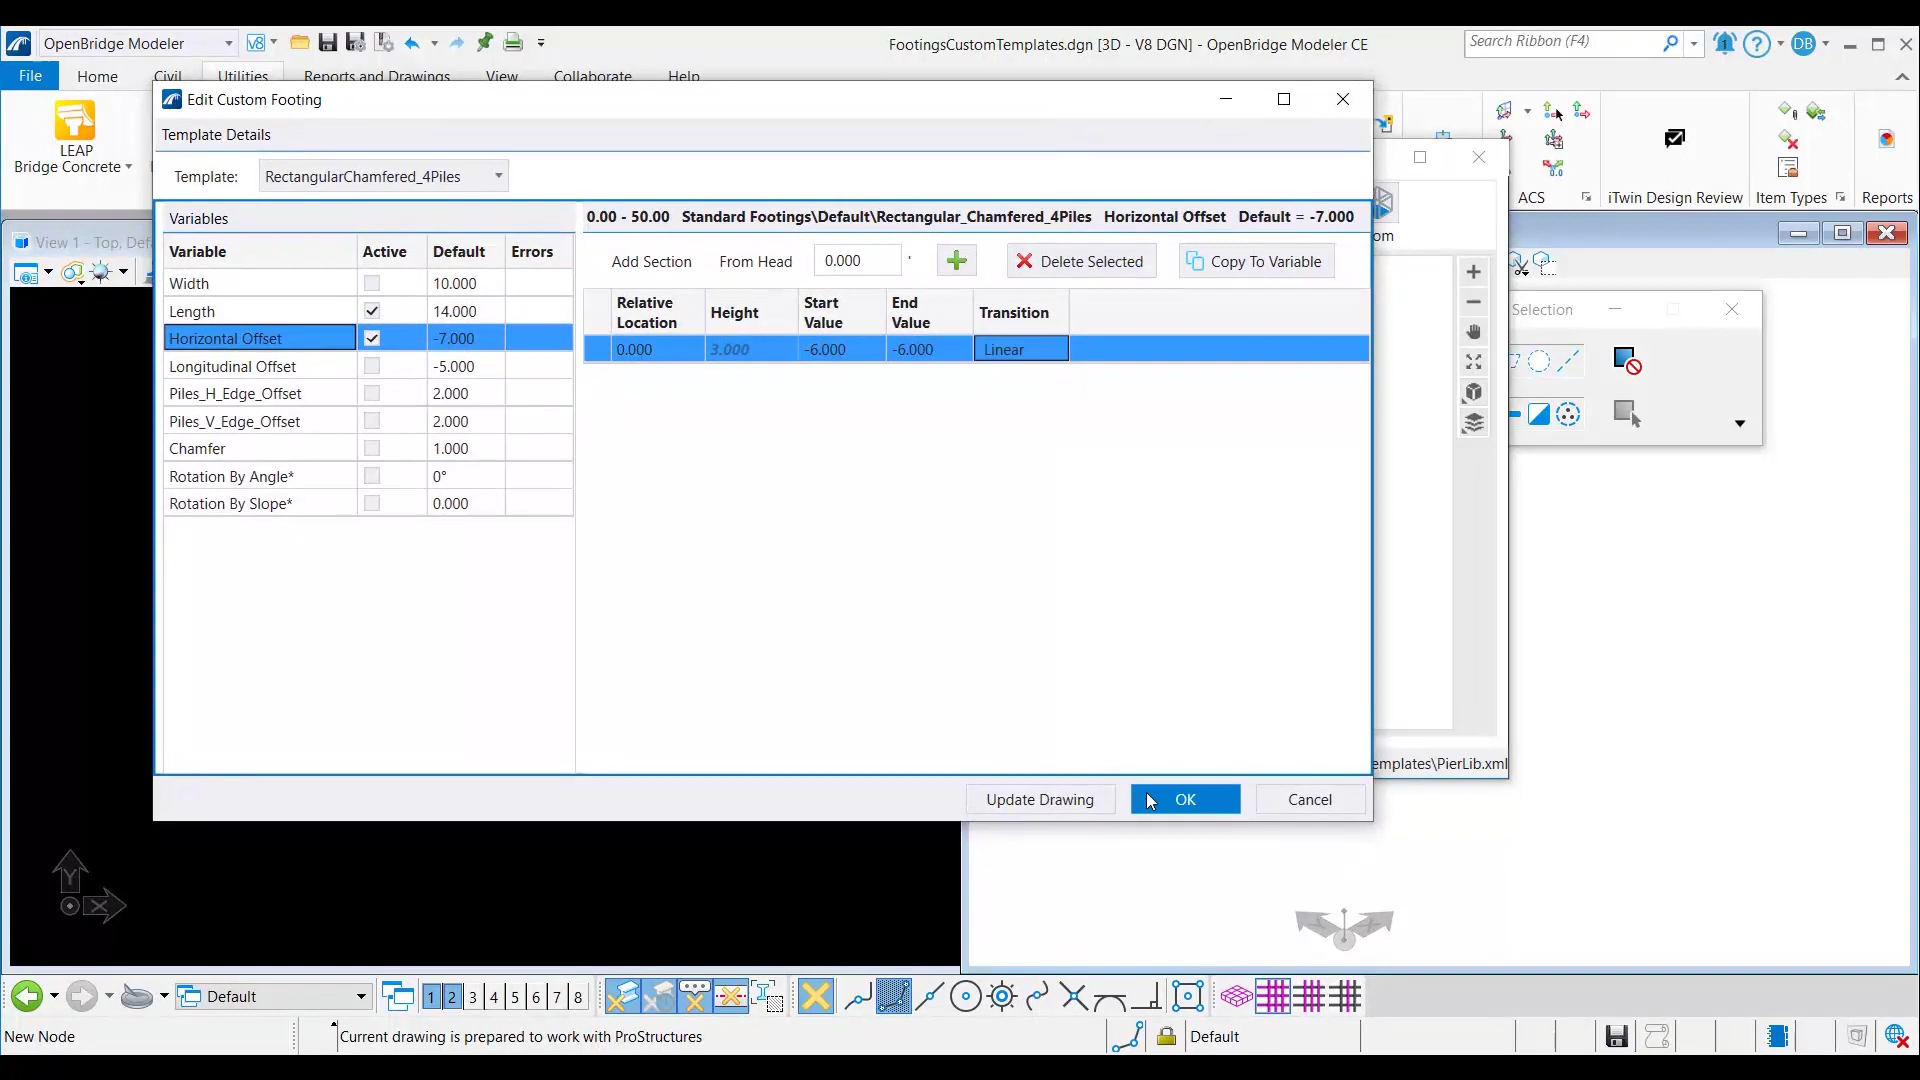 OpenBridge Modeler
FootingsCustomTemplates.dgn [3D - V8 DGN] - OpenBridge Modeler CE
Search Ribbon (F4)
DB
File
Home
Civil
Utilities
Reports and Drawings
View
Collaborate
Help
LEAP
Bridge Concrete
ACS
iTwin Design Review
Item Types
Reports
Edit Custom Footing
Template Details
Template:
RectangularChamfered_4Piles
Variables
0.00 - 50.00 Standard Footings\Default\Rectangular_Chamfered_4Piles Horizontal Offset Default = -7.000
Variable Active Default Errors
Width 10.000
Length 14.000
Horizontal Offset -7.000
Longitudinal Offset -5.000
Piles_H_Edge_Offset 2.000
Piles_V_Edge_Offset 2.000
Chamfer 1.000
Rotation By Angle* 0°
Rotation By Slope* 0.000
Add Section From Head 0.000 ' Delete Selected Copy To Variable
Relative Location Height Start Value End Value Transition
0.000 3.000 -6.000 -6.000 Linear
Update Drawing OK Cancel
View 1 - Top, Def
om
Selection
emplates\PierLib.xml
Y
X
Default
1 2 3 4 5 6 7 8
New Node
Current drawing is prepared to work with ProStructures
Default